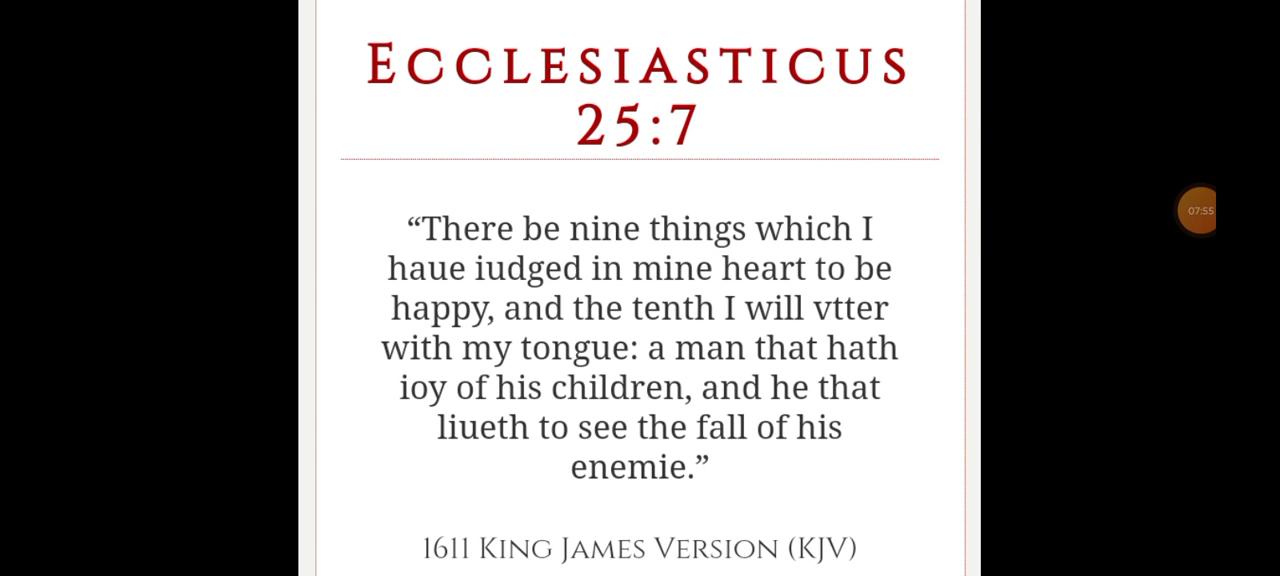 Ecclesiasticus
25:7
“There be nine things which I
haue iudged in mine heart to be
happy, and the tenth I will vtter
with my tongue: a man that hath
ioy of his children, and he that
liueth to see the fall of his
enemie.”
1611 King James Version (KJV)
07:55